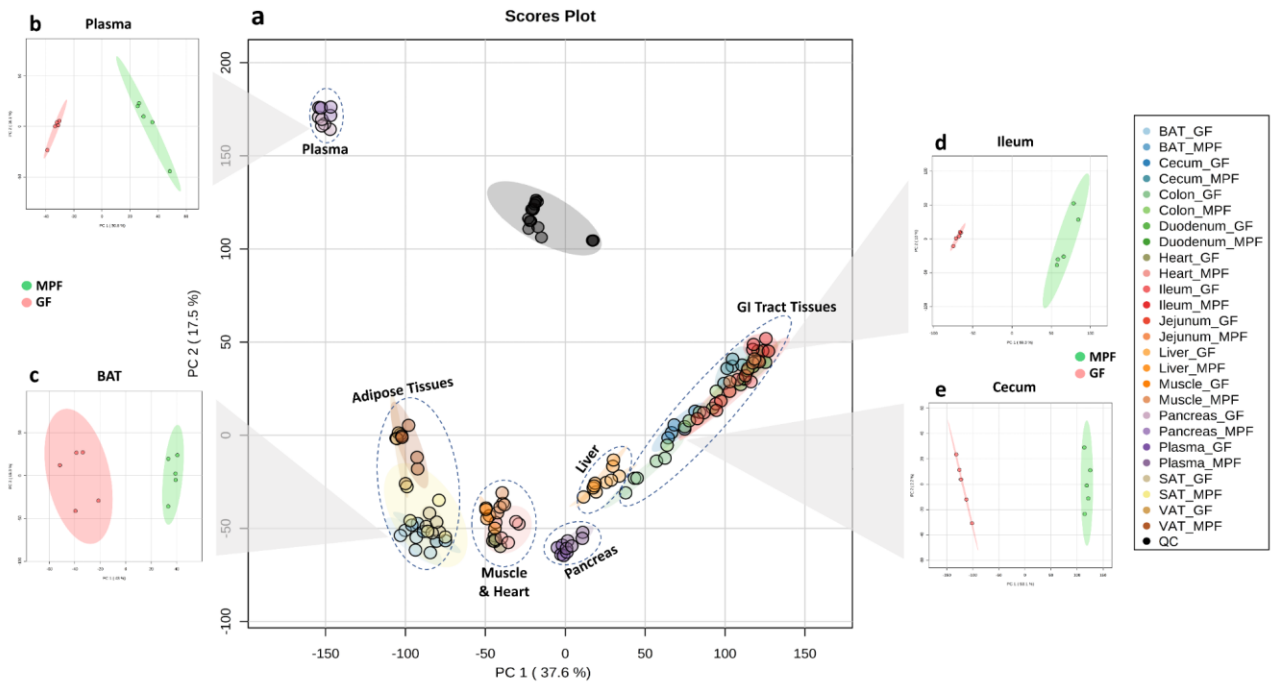 b
Plasma
a
Scores Plot
PC 2 ( 17.5 %)
200
150
100
50
0
-50
-100
-150
-100
-50
0
50
100
150
PC 1 ( 37.6 %)
Plasma
GI Tract Tissues
Adipose Tissues
Liver
Muscle
& Heart
Pancreas
MPF
GF
c
BAT
d
Ileum
MPF
GF
e
Cecum
BAT_GF
BAT_MPF
Cecum_GF
Cecum_MPF
Colon_GF
Colon_MPF
Duodenum_GF
Duodenum_MPF
Heart_GF
Heart_MPF
Ileum_GF
Ileum_MPF
Jejunum_GF
Jejunum_MPF
Liver_GF
Liver_MPF
Muscle_GF
Muscle_MPF
Pancreas_GF
Pancreas_MPF
Plasma_GF
Plasma_MPF
SAT_GF
SAT_MPF
VAT_GF
VAT_MPF
QC